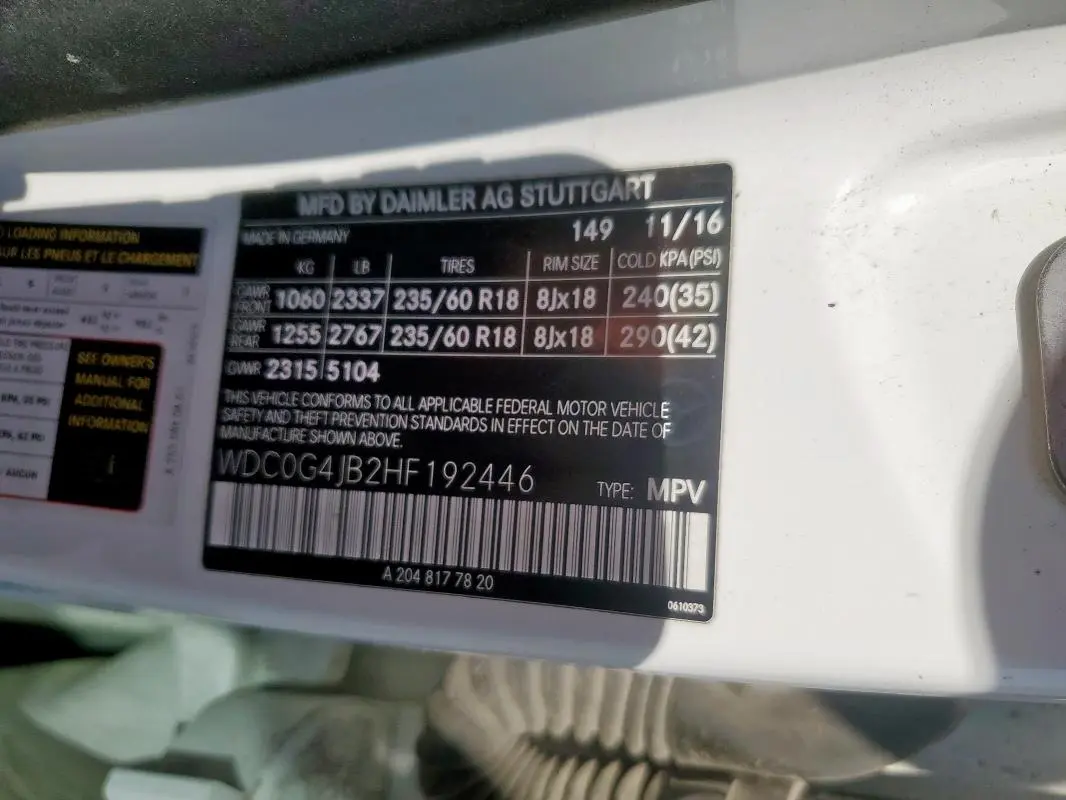 MFD BY DAIMLER AG STUTTGART
MADE IN GERMANY 149 11/16
KG LB TIRES RIM SIZE COLD KPA(PSI)
GAWR FRONT 1060 2337 235/60 R18 8Jx18 240(35)
GAWR REAR 1255 2767 235/60 R18 8Jx18 290(42)
GVWR 2315 5104
THIS VEHICLE CONFORMS TO ALL APPLICABLE FEDERAL MOTOR VEHICLE
SAFETY AND THEFT PREVENTION STANDARDS IN EFFECT ON THE DATE OF
MANUFACTURE SHOWN ABOVE.
WDC0G4JB2HF192446
TYPE: MPV
A 204 817 78 20
0610373
LOADING INFORMATION
SUR LES PNEUS ET LE CHARGEMENT
SEE OWNER'S
MANUAL FOR
ADDITIONAL
INFORMATION
AUCUN